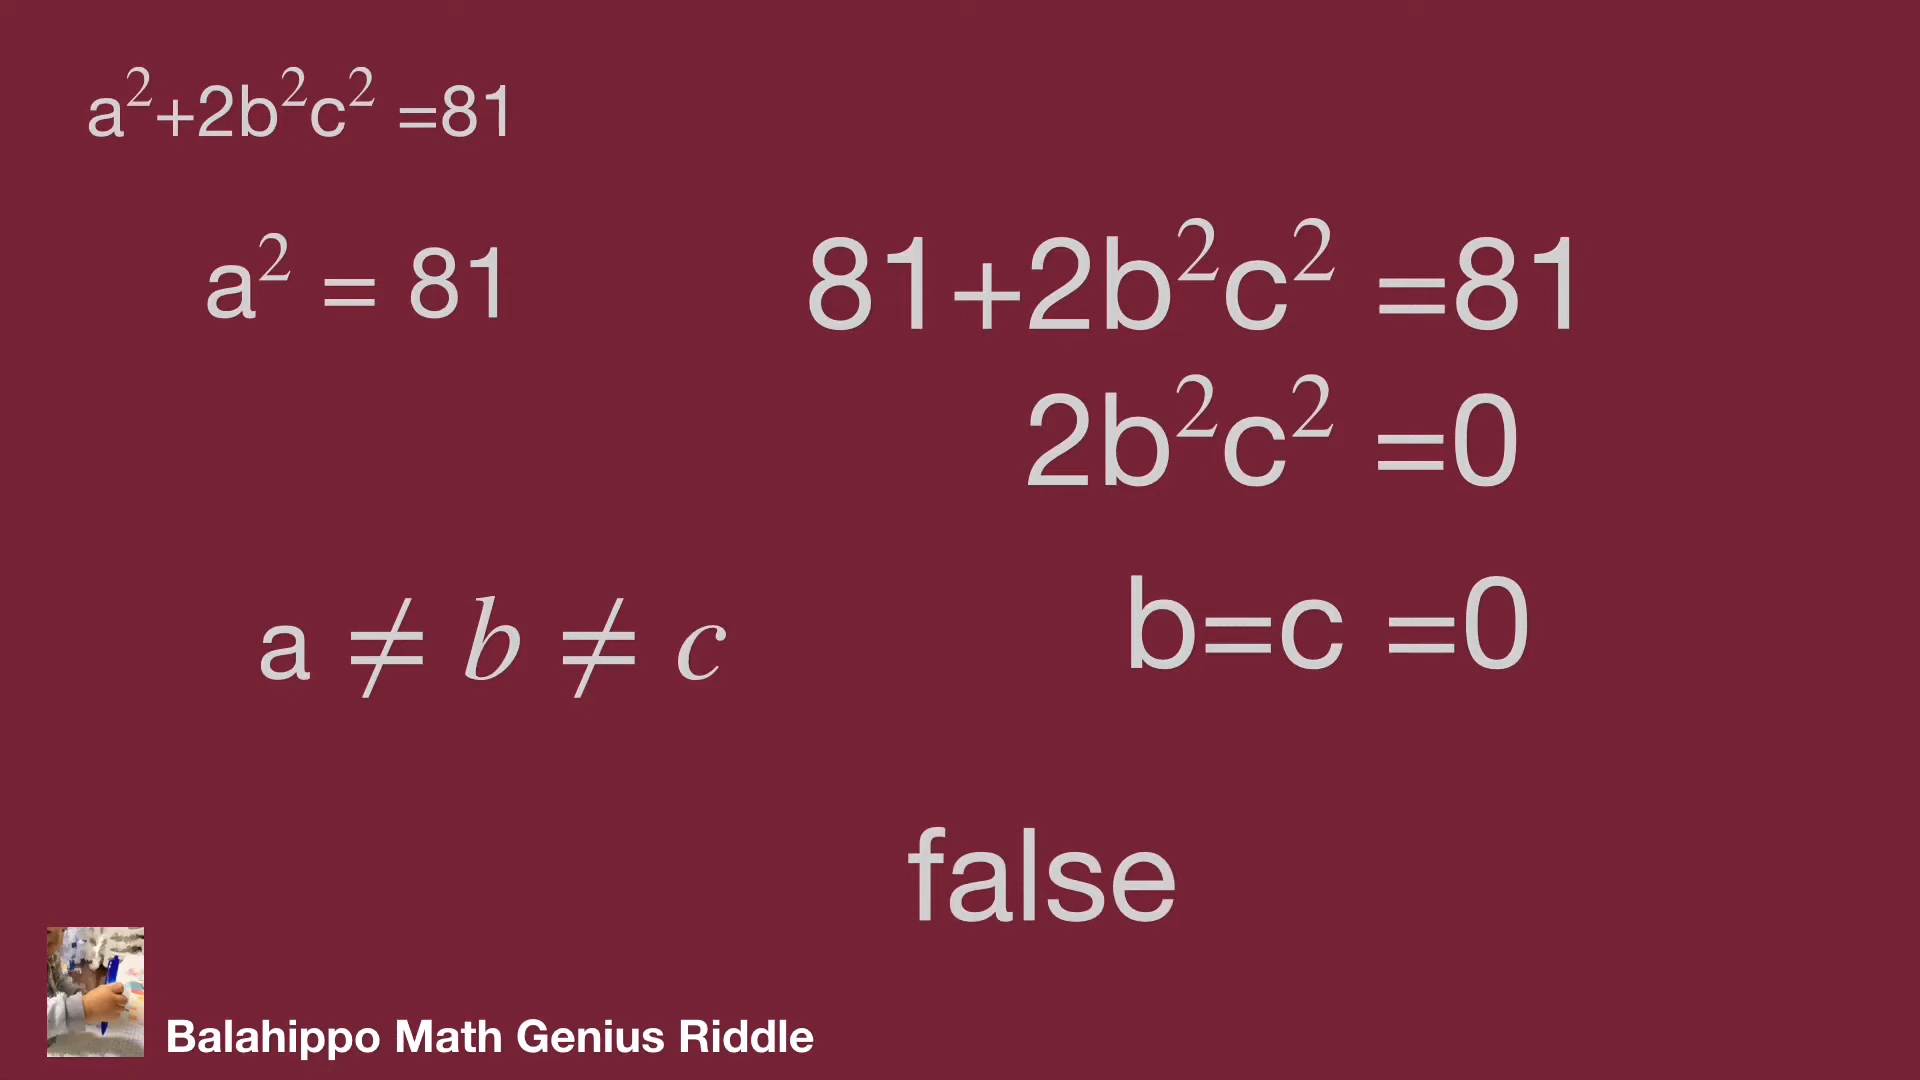 a²+2b²c² =81
a² = 81
81+2b²c² =81
2b²c² =0
a ≠ b ≠ c
b=c =0
false
Balahippo Math Genius Riddle